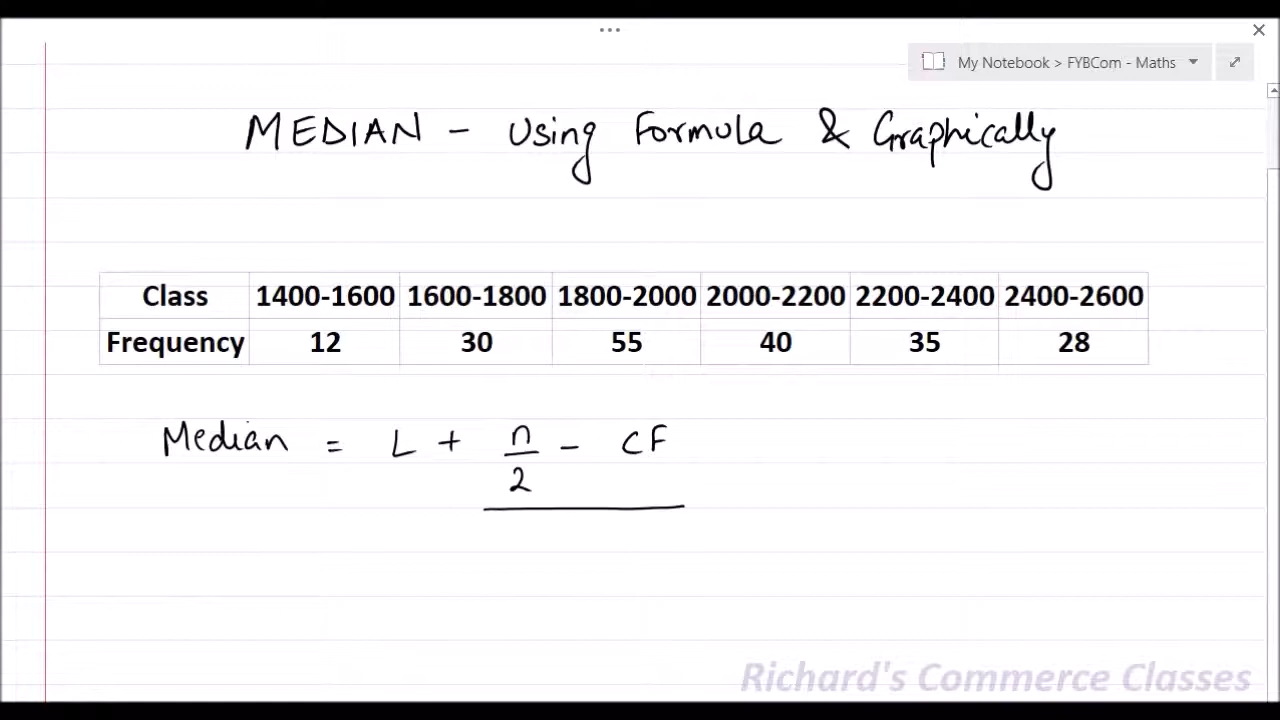 My Notebook > FYBCom - Maths
MEDIAN - Using Formula & Graphically
Class 1400-1600 1600-1800 1800-2000 2000-2200 2200-2400 2400-2600
Frequency 12 30 55 40 35 28
Median = L + n/2 - CF
Richard's Commerce Classes